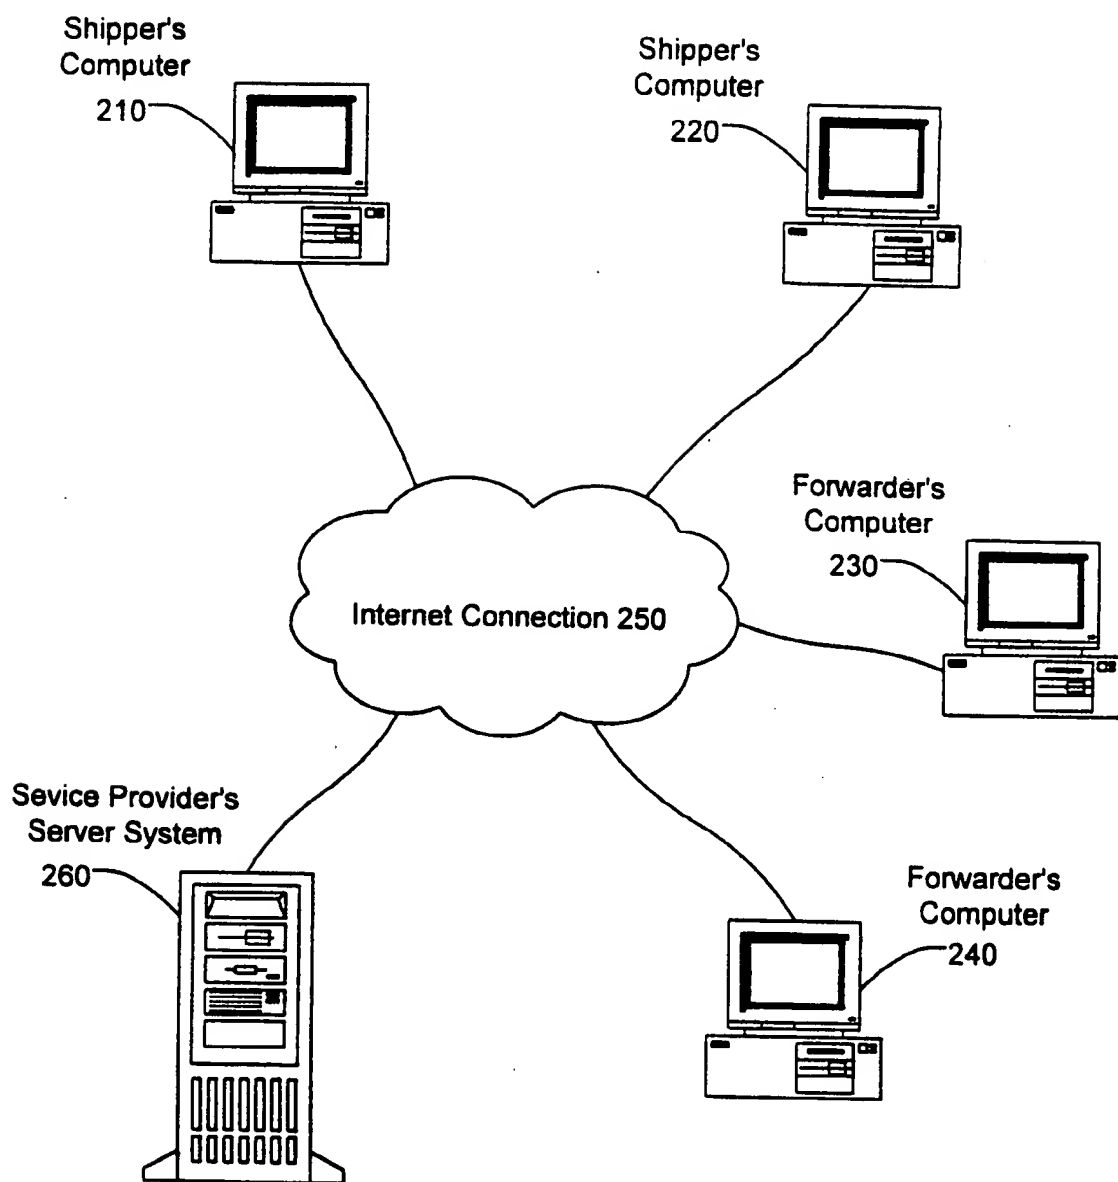 Shipper's
Computer
210
Shipper's
Computer
220
Forwarder's
Computer
230
Internet Connection 250
Sevice Provider's
Server System
260
Forwarder's
Computer
240